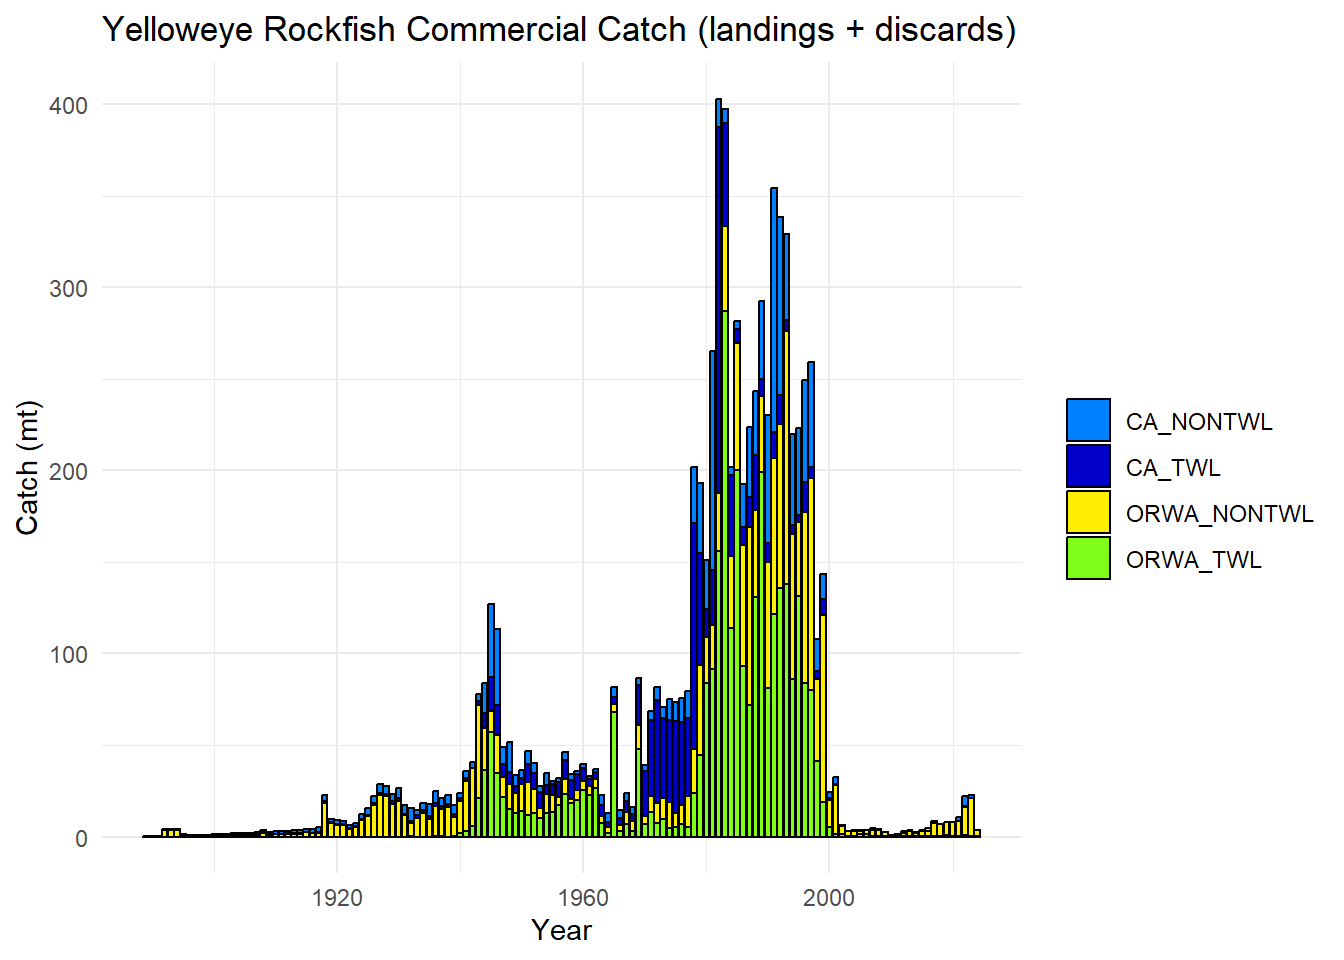 Yelloweye Rockfish Commercial Catch (landings + discards)
400
300
200
100
0
Catch (mt)
1920
1960
2000
Year
CA_NONTWL
CA_TWL
ORWA_NONTWL
ORWA_TWL